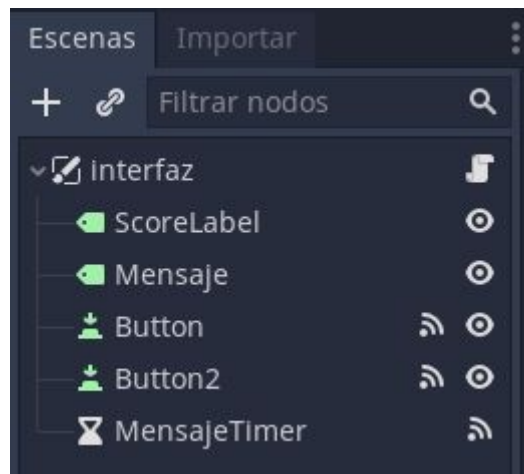 Escenas Importar
Filtrar nodos
interfaz
ScoreLabel
Mensaje
Button
Button2
MensajeTimer